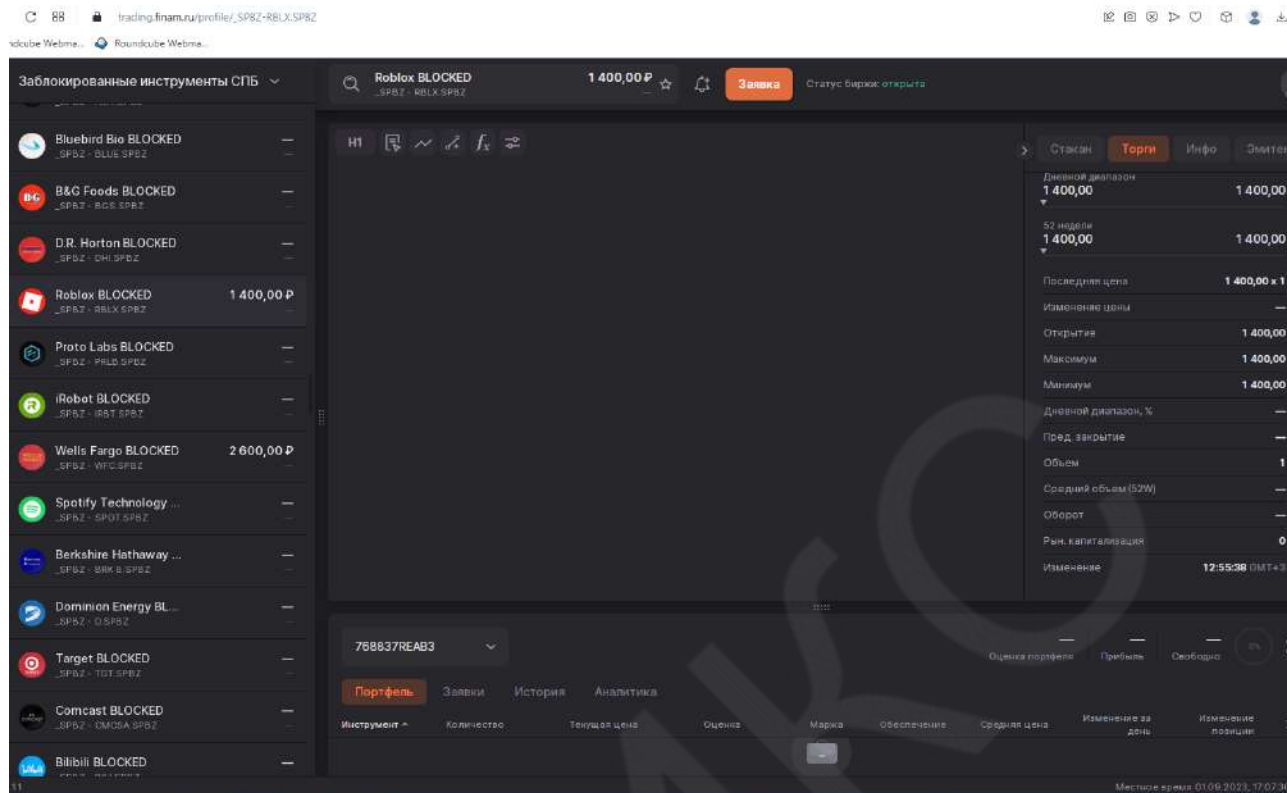 trading.finam.ru/profile/_SPBZ-RBLX.SPBZ
Roundcube Webma...
Заблокированные инструменты СПБ
Bluebird Bio BLOCKED —
_SPBZ - BLUE.SPBZ —
B&G Foods BLOCKED —
_SPBZ - BGS.SPBZ —
D.R. Horton BLOCKED —
_SPBZ - DHI.SPBZ —
Roblox BLOCKED 1 400,00 ₽
_SPBZ - RBLX.SPBZ —
Proto Labs BLOCKED —
_SPBZ - PRLB.SPBZ —
iRobot BLOCKED —
_SPBZ - IRBT.SPBZ —
Wells Fargo BLOCKED 2 600,00 ₽
_SPBZ - WFC.SPBZ —
Spotify Technology ... —
_SPBZ - SPOT.SPBZ —
Berkshire Hathaway ... —
_SPBZ - BRK.B.SPBZ —
Dominion Energy BL... —
_SPBZ - D.SPBZ —
Target BLOCKED —
_SPBZ - TGT.SPBZ —
Comcast BLOCKED —
_SPBZ - CMCSA.SPBZ —
Bilibili BLOCKED —
Roblox BLOCKED 1 400,00 ₽
_SPBZ - RBLX.SPBZ —
Заявка
Статус биржи: открыта
H1
Стакан Торги Инфо Эмитен
Дневной диапазон
1 400,00 1 400,00
52 недели
1 400,00 1 400,00
Последняя цена 1 400,00 x 1
Изменение цены —
Открытие 1 400,00
Максимум 1 400,00
Минимум 1 400,00
Дневной диапазон, % —
Пред. закрытие —
Объем 1
Средний объем (52W) —
Оборот —
Рын. капитализация 0
Изменение 12:55:38 GMT+3
768837REAB3
Оценка портфеля Прибыль Свободно
Портфель Заявки История Аналитика
Инструмент Количество Текущая цена Оценка Маржа Обеспечение Средняя цена Изменение за день Изменение позиции
Местное время 01.09.2023, 17:07:3